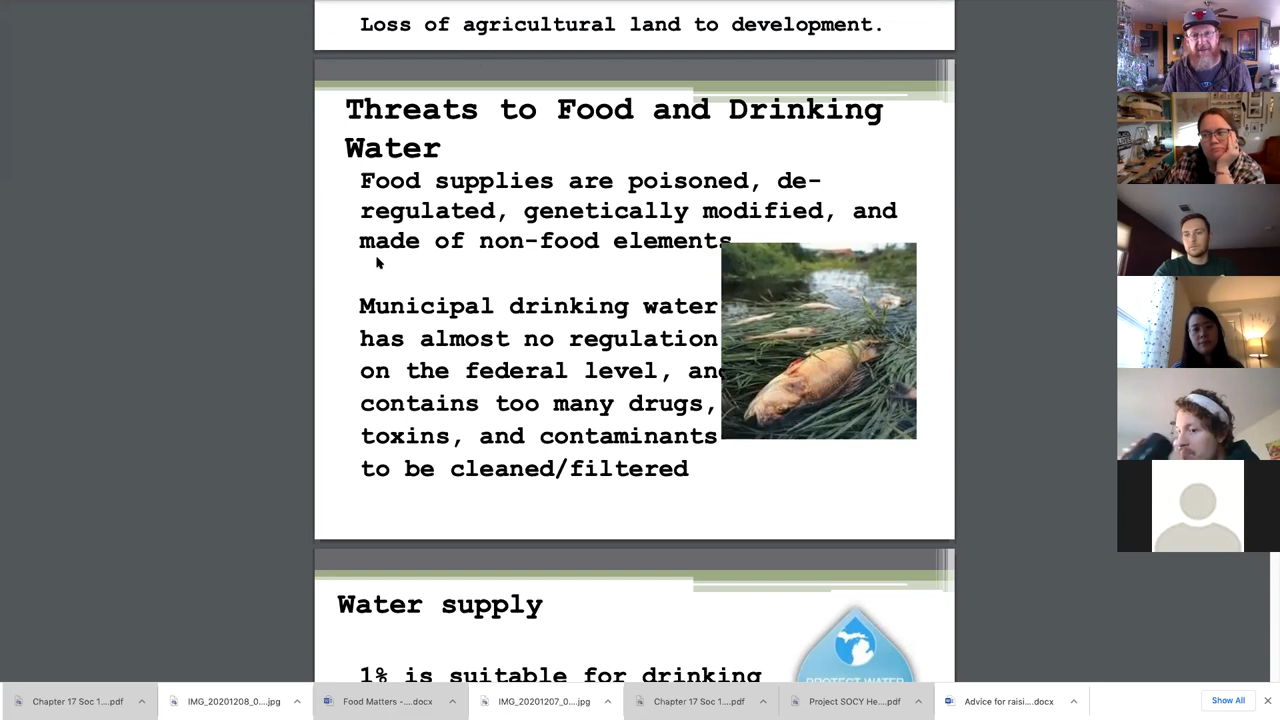 Loss of agricultural land to development.
Threats to Food and Drinking
Water
Food supplies are poisoned, de-
regulated, genetically modified, and
made of non-food elements
Municipal drinking water
has almost no regulation
on the federal level, and
contains too many drugs,
toxins, and contaminants
to be cleaned/filtered
Water supply
1% is suitable for drinking
PROTECT WATER
Chapter 17 Soc 1....pdf
IMG_20201208_0....jpg
Food Matters -....docx
IMG_20201207_0....jpg
Chapter 17 Soc 1....pdf
Project SOCY He....pdf
Advice for raisi....docx
Show All